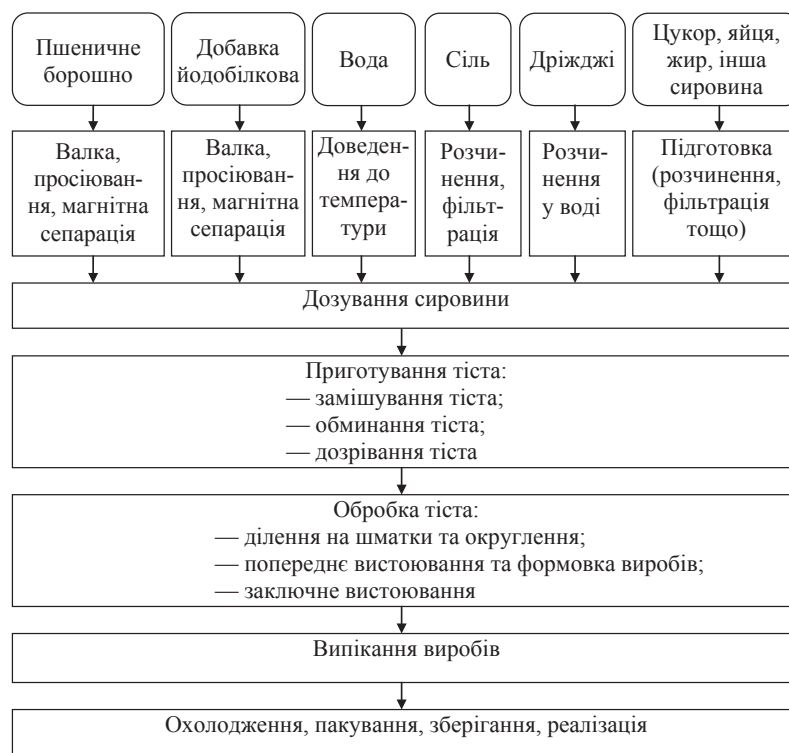 Пшеничне
борошно
Добавка
йодобілкова
Вода
Сіль
Дріжджі
Цукор, яйця,
жир, інша
сировина
Валка,
просіюван-
ня, магнітна
сепарація
Валка,
просіюван-
ня, магнітна
сепарація
Доведен-
ня до
темпера-
тури
Розчи-
нення,
фільт-
рація
Розчи-
нення
у воді
Підготовка
(розчинення,
фільтрація
тощо)
Дозування сировини
Приготування тіста:
— замішування тіста;
— обминання тіста;
— дозрівання тіста
Обробка тіста:
— ділення на шматки та округлення;
— попереднє вистоювання та формовка виробів;
— заключне вистоювання
Випікання виробів
Охолодження, пакування, зберігання, реалізація